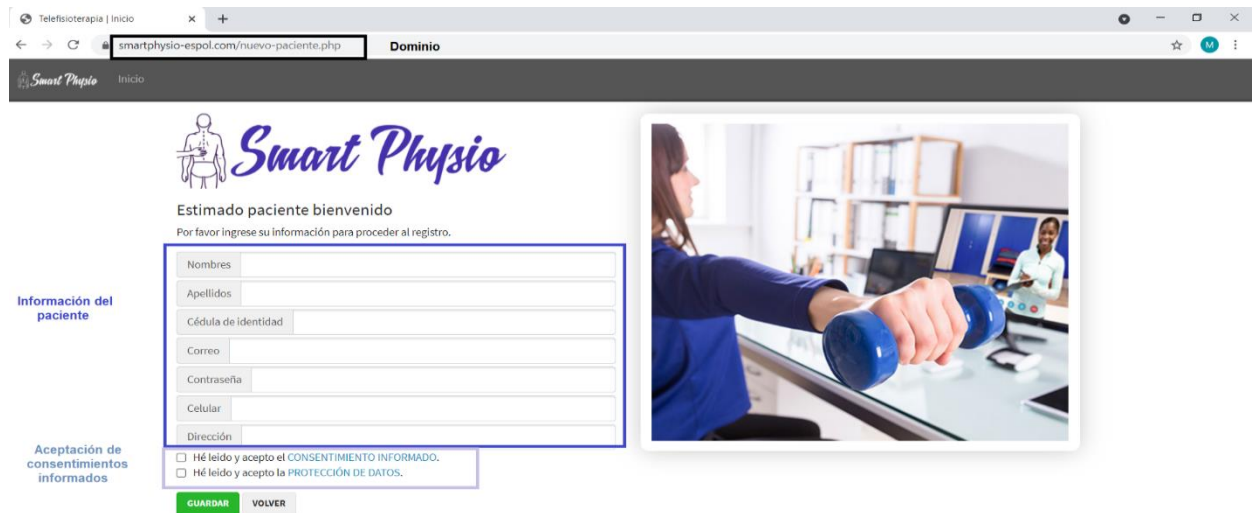 Telefisioterapia | Inicio
smartphysio-espol.com/nuevo-paciente.php
Dominio
M
Smart Physio
Inicio
Smart Physio
Estimado paciente bienvenido
Por favor ingrese su información para proceder al registro.
Información del
paciente
Nombres
Apellidos
Cédula de identidad
Correo
Contraseña
Celular
Dirección
Aceptación de
consentimientos
informados
Hé leido y acepto el CONSENTIMIENTO INFORMADO.
Hé leido y acepto la PROTECCIÓN DE DATOS.
GUARDAR
VOLVER